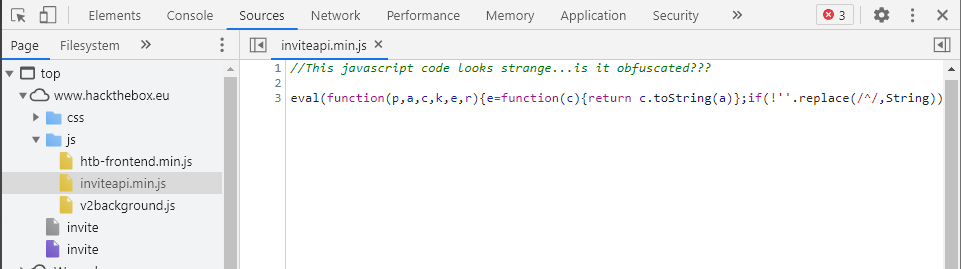 Elements Console Sources Network Performance Memory Application Security » 3
Page Filesystem » inviteapi.min.js ×
top
www.hackthebox.eu
css
js
htb-frontend.min.js
inviteapi.min.js
v2background.js
invite
invite
1 //This javascript code looks strange...is it obfuscated???
2
3 eval(function(p,a,c,k,e,r){e=function(c){return c.toString(a)};if(!''.replace(/^/,String))